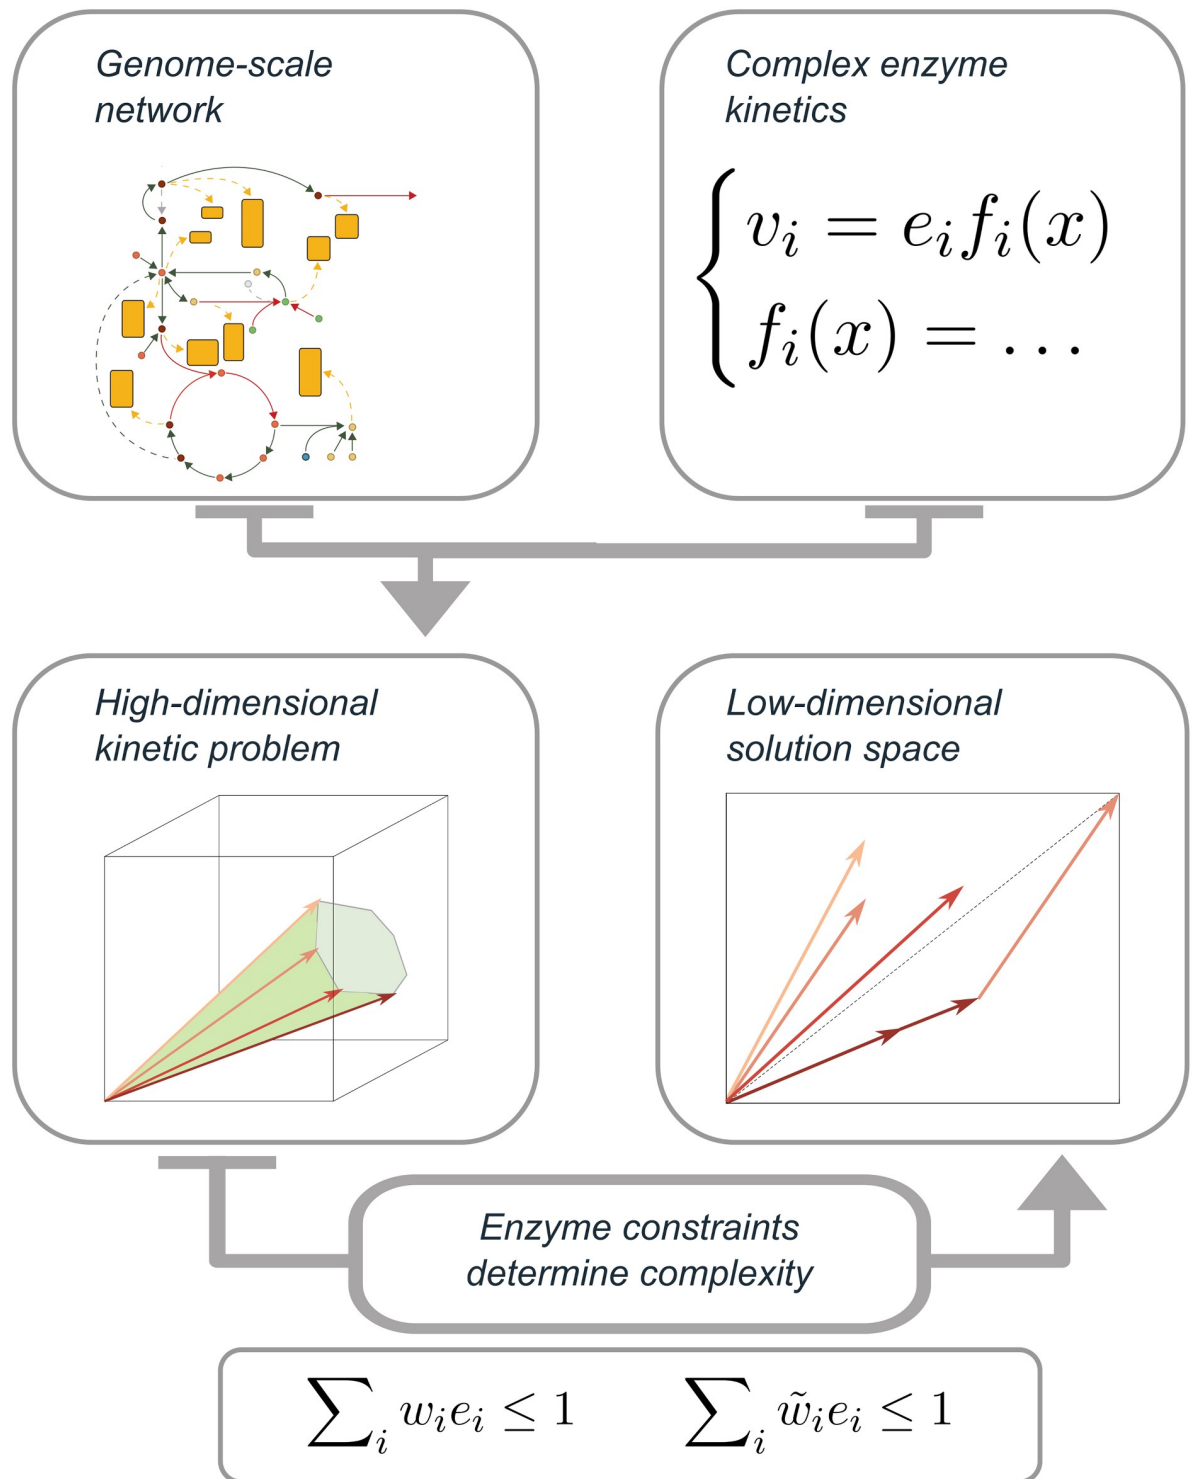 Genome-scale
network
Complex enzyme
kinetics
v_i = e_i f_i(x)
f_i(x) = ...
High-dimensional
kinetic problem
Low-dimensional
solution space
Enzyme constraints
determine complexity
∑_i w_i e_i ≤ 1
∑_i w̃_i e_i ≤ 1